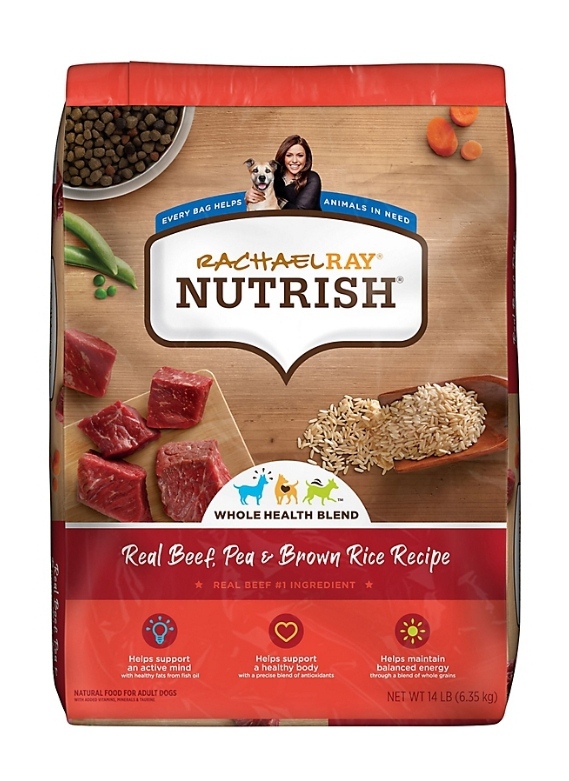 EVERY BAG HELPS ANIMALS IN NEED
RACHAEL RAY®
NUTRISH®
WHOLE HEALTH BLEND™
Real Beef, Pea & Brown Rice Recipe
★ REAL BEEF #1 INGREDIENT ★
Helps support
an active mind
with healthy fats from fish oil
Helps support
a healthy body
with a precise blend of antioxidants
Helps maintain
balanced energy
through a blend of whole grains
NATURAL FOOD FOR ADULT DOGS
WITH ADDED VITAMINS, MINERALS & TAURINE
NET WT 14 LB (6.35 kg)